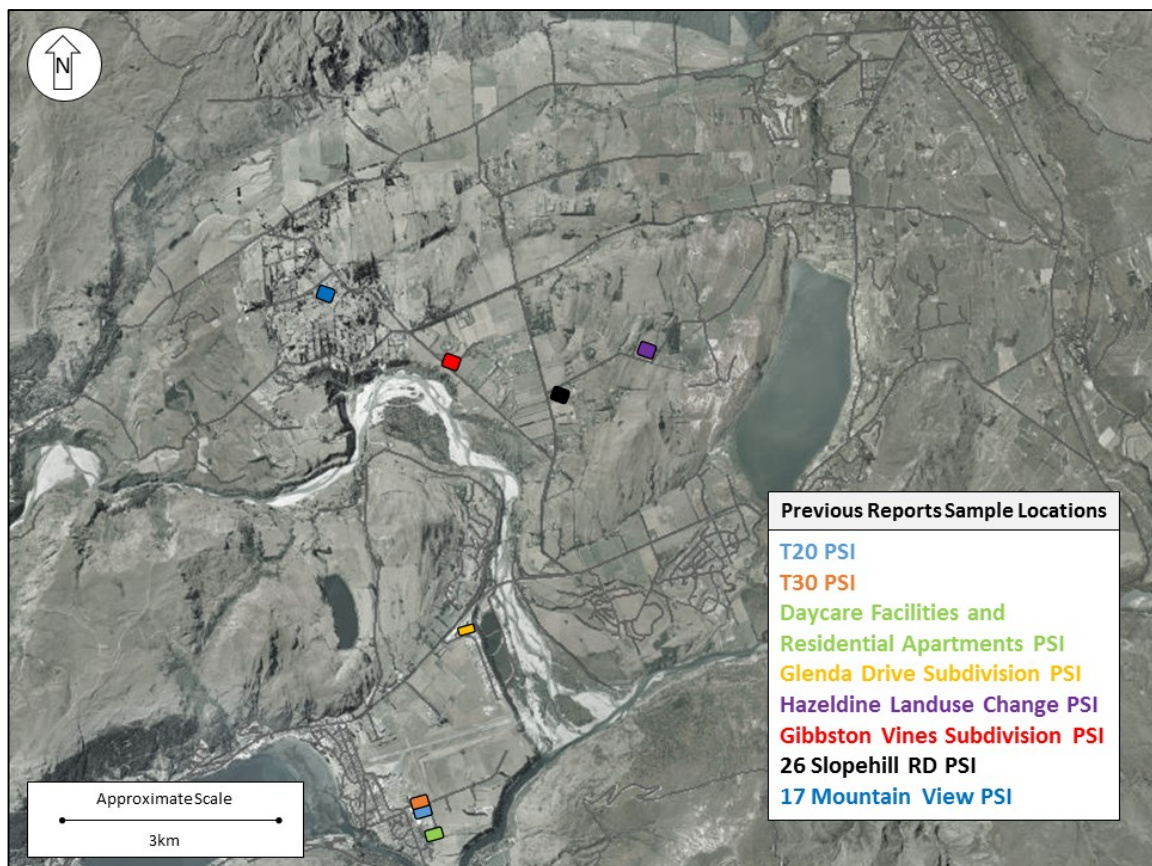 N
Previous Reports Sample Locations
T20 PSI
T30 PSI
Daycare Facilities and
Residential Apartments PSI
Glenda Drive Subdivision PSI
Hazeldine Landuse Change PSI
Gibbston Vines Subdivision PSI
26 Slopehill RD PSI
17 Mountain View PSI
Approximate Scale
3km